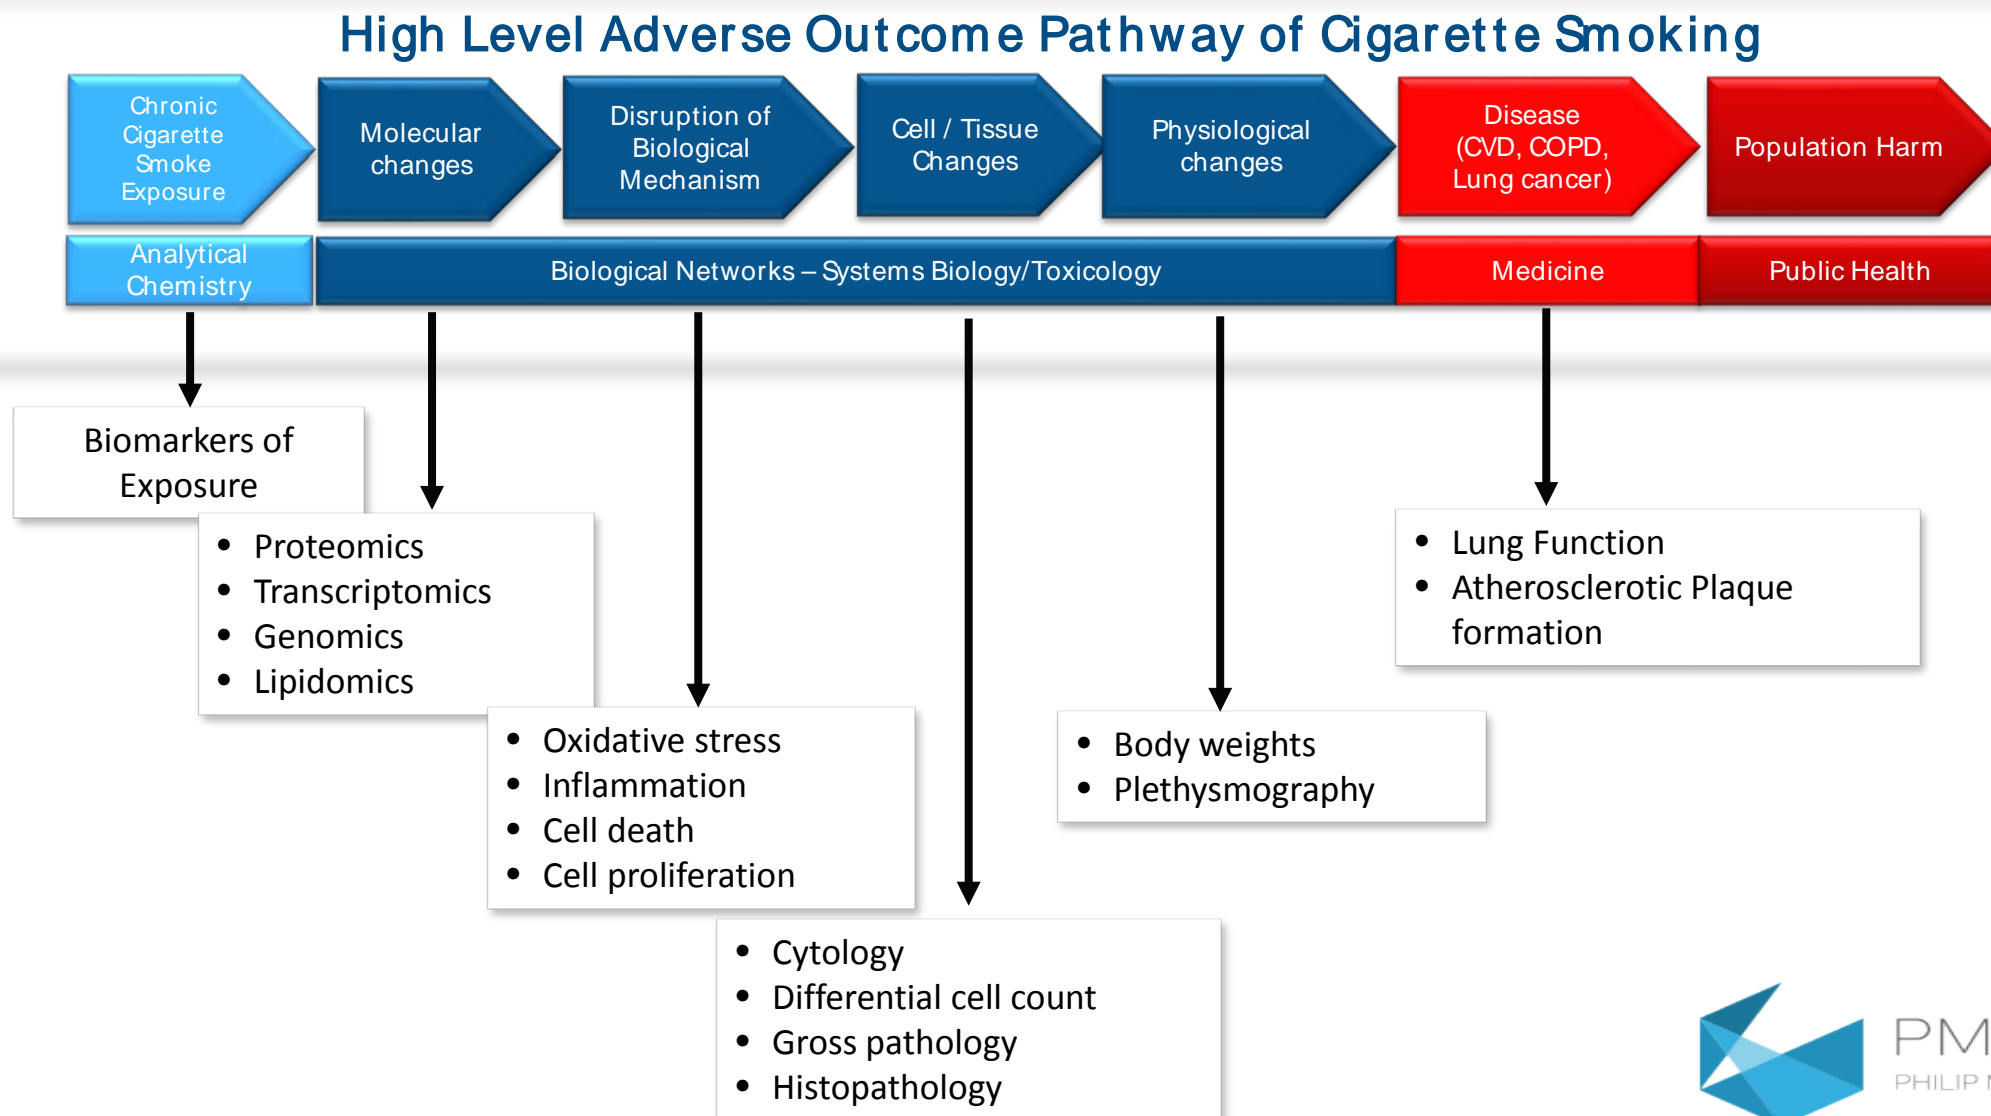 High Level Adverse Outcome Pathway of Cigarette Smoking
Chronic
Cigarette
Smoke
Exposure
Molecular
changes
Disruption of
Biological
Mechanism
Cell / Tissue
Changes
Physiological
changes
Disease
(CVD, COPD,
Lung cancer)
Population Harm
Analytical
Chemistry
Biological Networks – Systems Biology/Toxicology
Medicine
Public Health
Biomarkers of
Exposure
• Proteomics
• Transcriptomics
• Genomics
• Lipidomics
• Oxidative stress
• Inflammation
• Cell death
• Cell proliferation
• Cytology
• Differential cell count
• Gross pathology
• Histopathology
• Body weights
• Plethysmography
• Lung Function
• Atherosclerotic Plaque
formation
PM
PHILIP